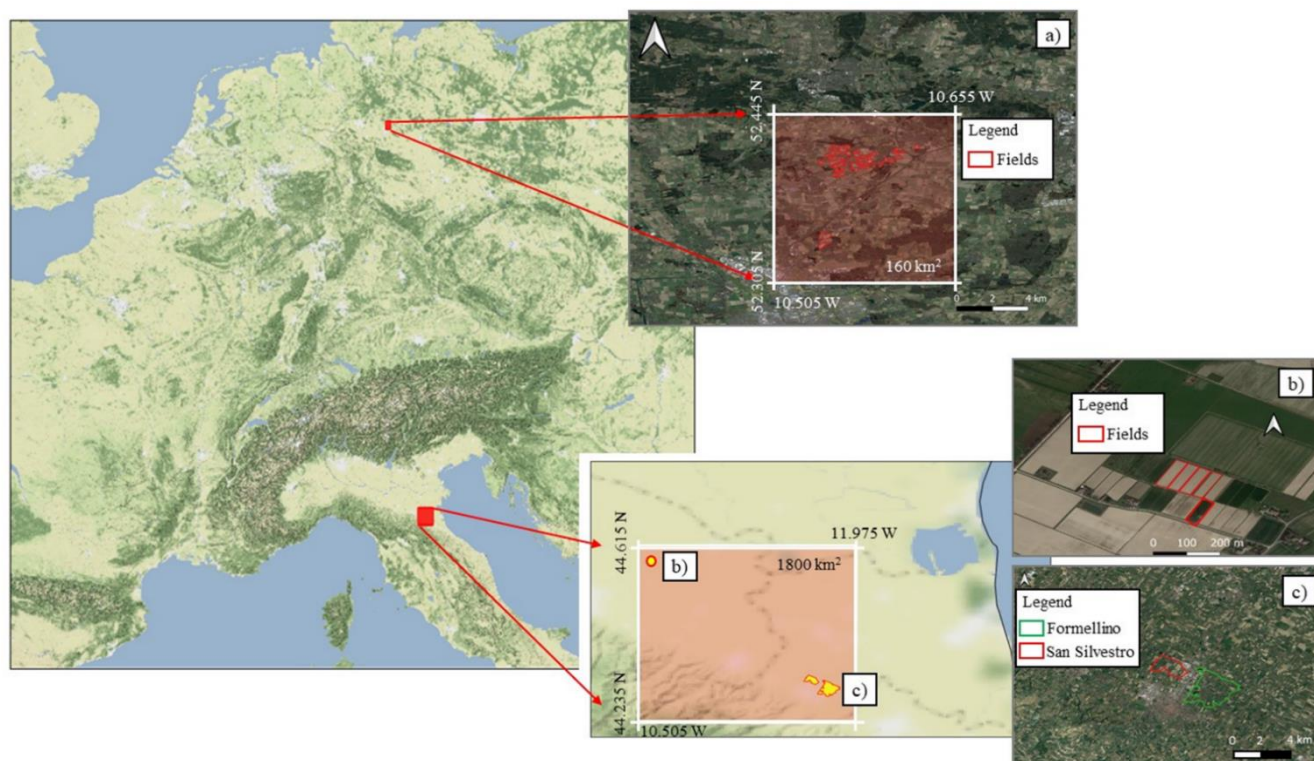 a)
10.655 W
52.445 N
Legend
Fields
160 km²
52.305 N
10.505 W
0 2 4 km
b)
Legend
Fields
0 100 200 m
11.975 W
44.615 N
b)
1800 km²
c)
44.235 N
10.505 W
c)
Legend
Formellino
San Silvestro
0 2 4 km